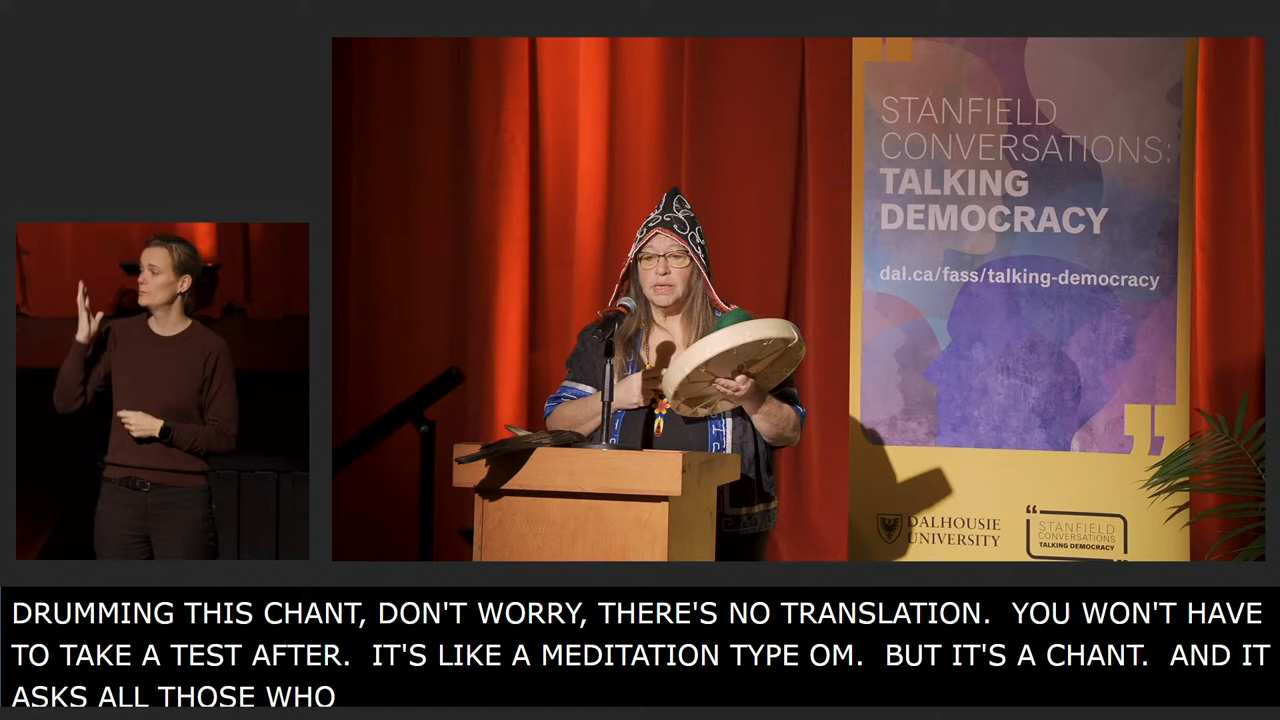 STANFIELD
CONVERSATIONS:
TALKING
DEMOCRACY
dal.ca/fass/talking-democracy
DALHOUSIE
UNIVERSITY
STANFIELD
CONVERSATIONS
TALKING DEMOCRACY
DRUMMING THIS CHANT, DON'T WORRY, THERE'S NO TRANSLATION.  YOU WON'T HAVE
TO TAKE A TEST AFTER.  IT'S LIKE A MEDITATION TYPE OM.  BUT IT'S A CHANT.  AND IT
ASKS ALL THOSE WHO